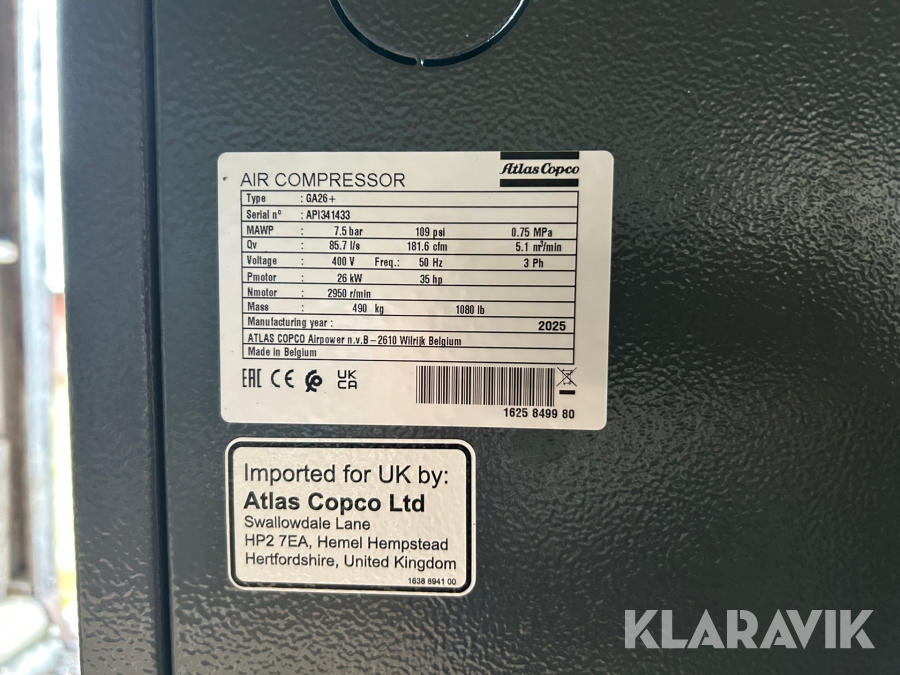 Atlas Copco
AIR COMPRESSOR
Type : GA26+
Serial n° : API341433
MAWP : 7.5 bar 109 psi 0.75 MPa
Qv : 85.7 l/s 181.6 cfm 5.1 m³/min
Voltage : 400 V Freq.: 50 Hz 3 Ph
Pmotor : 26 kW 35 hp
Nmotor : 2950 r/min
Mass : 490 kg 1080 lb
Manufacturing year : 2025
ATLAS COPCO Airpower n.v.B – 2610 Wilrijk Belgium
Made in Belgium
EAC CE UK CA
1625 8499 80
Imported for UK by:
Atlas Copco Ltd
Swallowdale Lane
HP2 7EA, Hemel Hempstead
Hertfordshire, United Kingdom
1638 8941 00
KLARAVIK